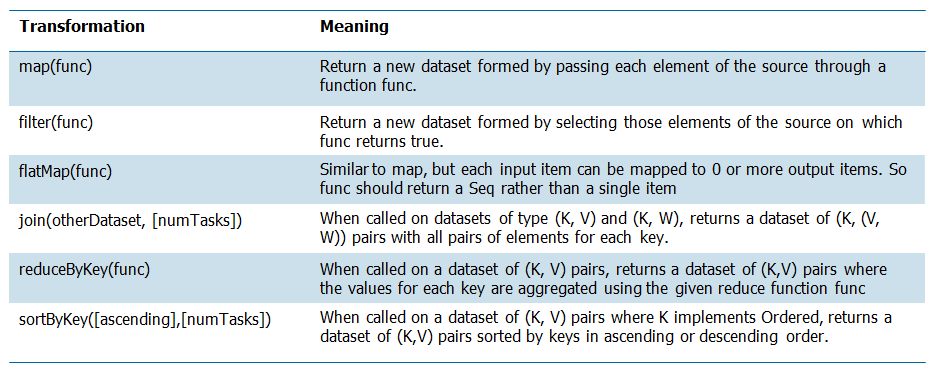 Transformation Meaning
map(func) Return a new dataset formed by passing each element of the source through a
function func.
filter(func) Return a new dataset formed by selecting those elements of the source on which
func returns true.
flatMap(func) Similar to map, but each input item can be mapped to 0 or more output items. So
func should return a Seq rather than a single item
join(otherDataset, [numTasks]) When called on datasets of type (K, V) and (K, W), returns a dataset of (K, (V,
W)) pairs with all pairs of elements for each key.
reduceByKey(func) When called on a dataset of (K, V) pairs, returns a dataset of (K,V) pairs where
the values for each key are aggregated using the given reduce function func
sortByKey([ascending],[numTasks]) When called on a dataset of (K, V) pairs where K implements Ordered, returns a
dataset of (K,V) pairs sorted by keys in ascending or descending order.